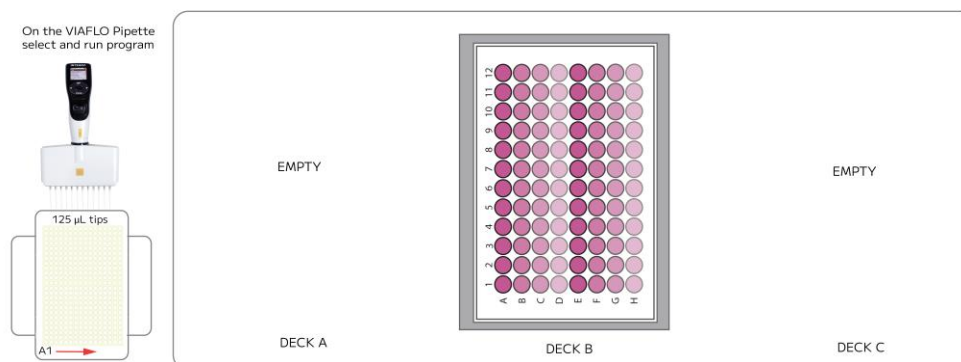 On the VIAFLO Pipette
select and run program
125 µL tips
A1
EMPTY
DECK A
12
11
10
9
8
7
6
5
4
3
2
1
A B C D E F G H
DECK B
EMPTY
DECK C